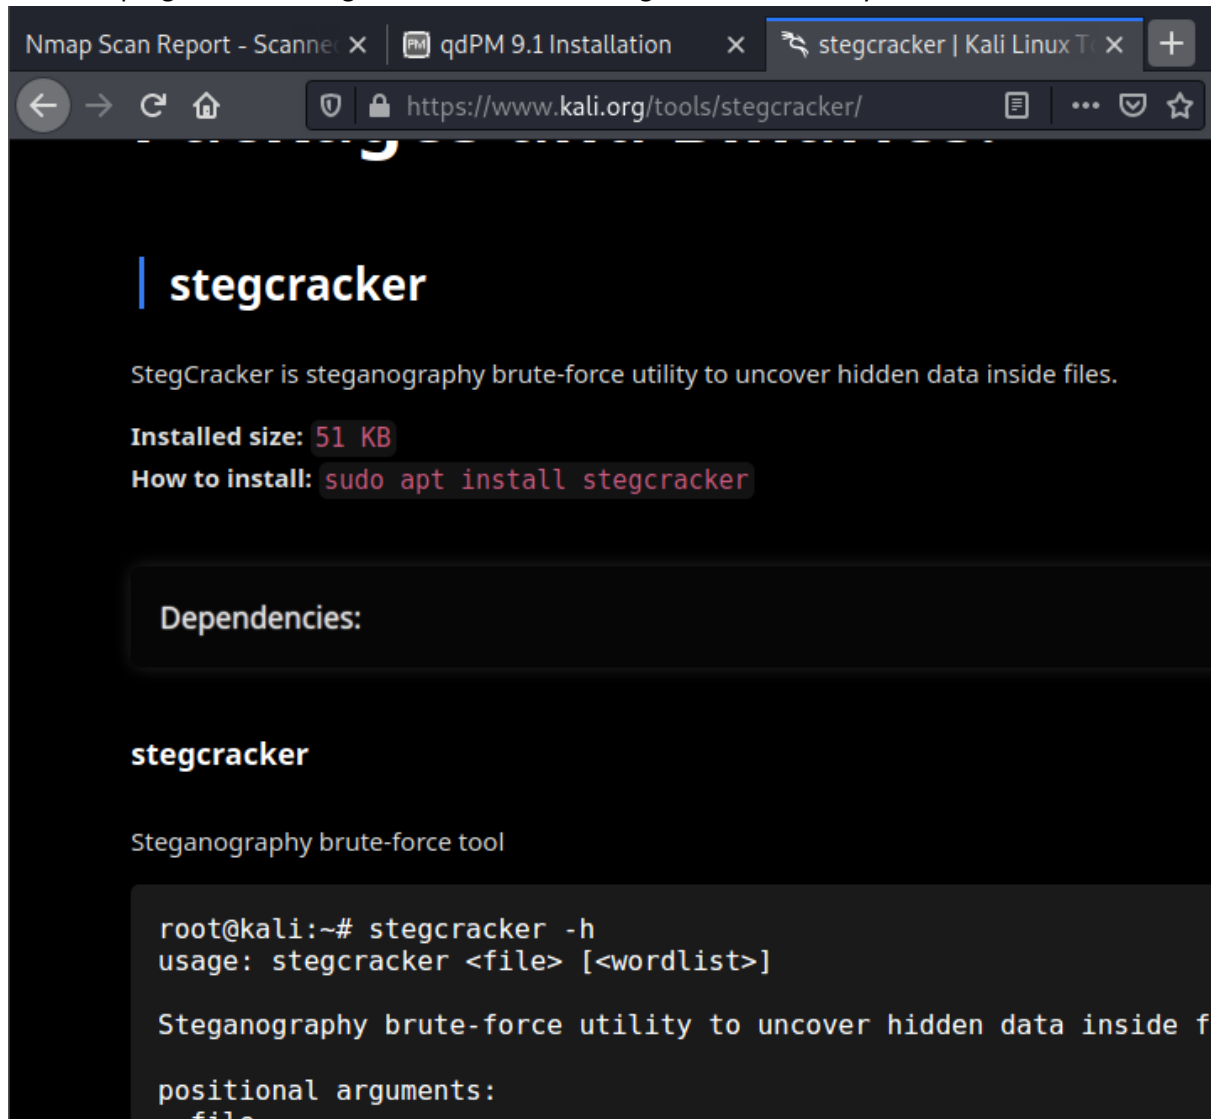 Nmap Scan Report - Scanne
qdPM 9.1 Installation
stegcracker | Kali Linux T
https://www.kali.org/tools/stegcracker/
stegcracker
StegCracker is steganography brute-force utility to uncover hidden data inside files.
Installed size: 51 KB
How to install: sudo apt install stegcracker
Dependencies:
stegcracker
Steganography brute-force tool
root@kali:~# stegcracker -h
usage: stegcracker <file> [<wordlist>]
Steganography brute-force utility to uncover hidden data inside f
positional arguments: